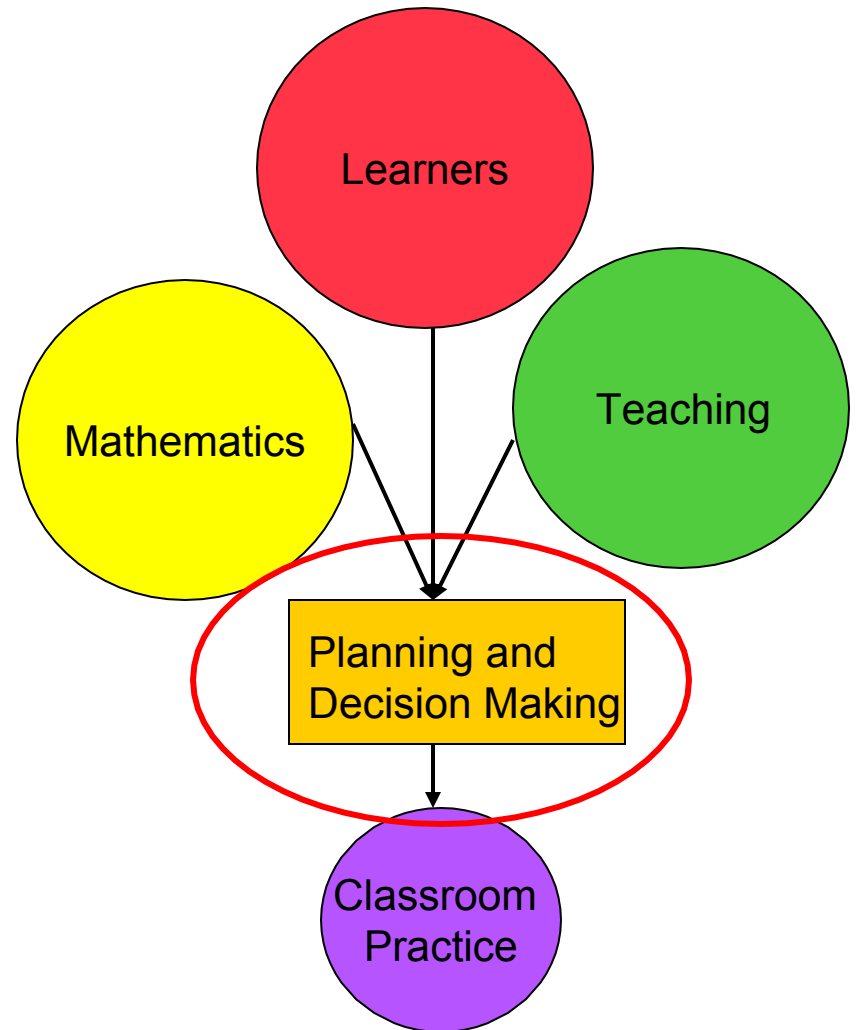 Learners
Teaching
Mathematics
Planning and
Decision Making
Classroom
Practice